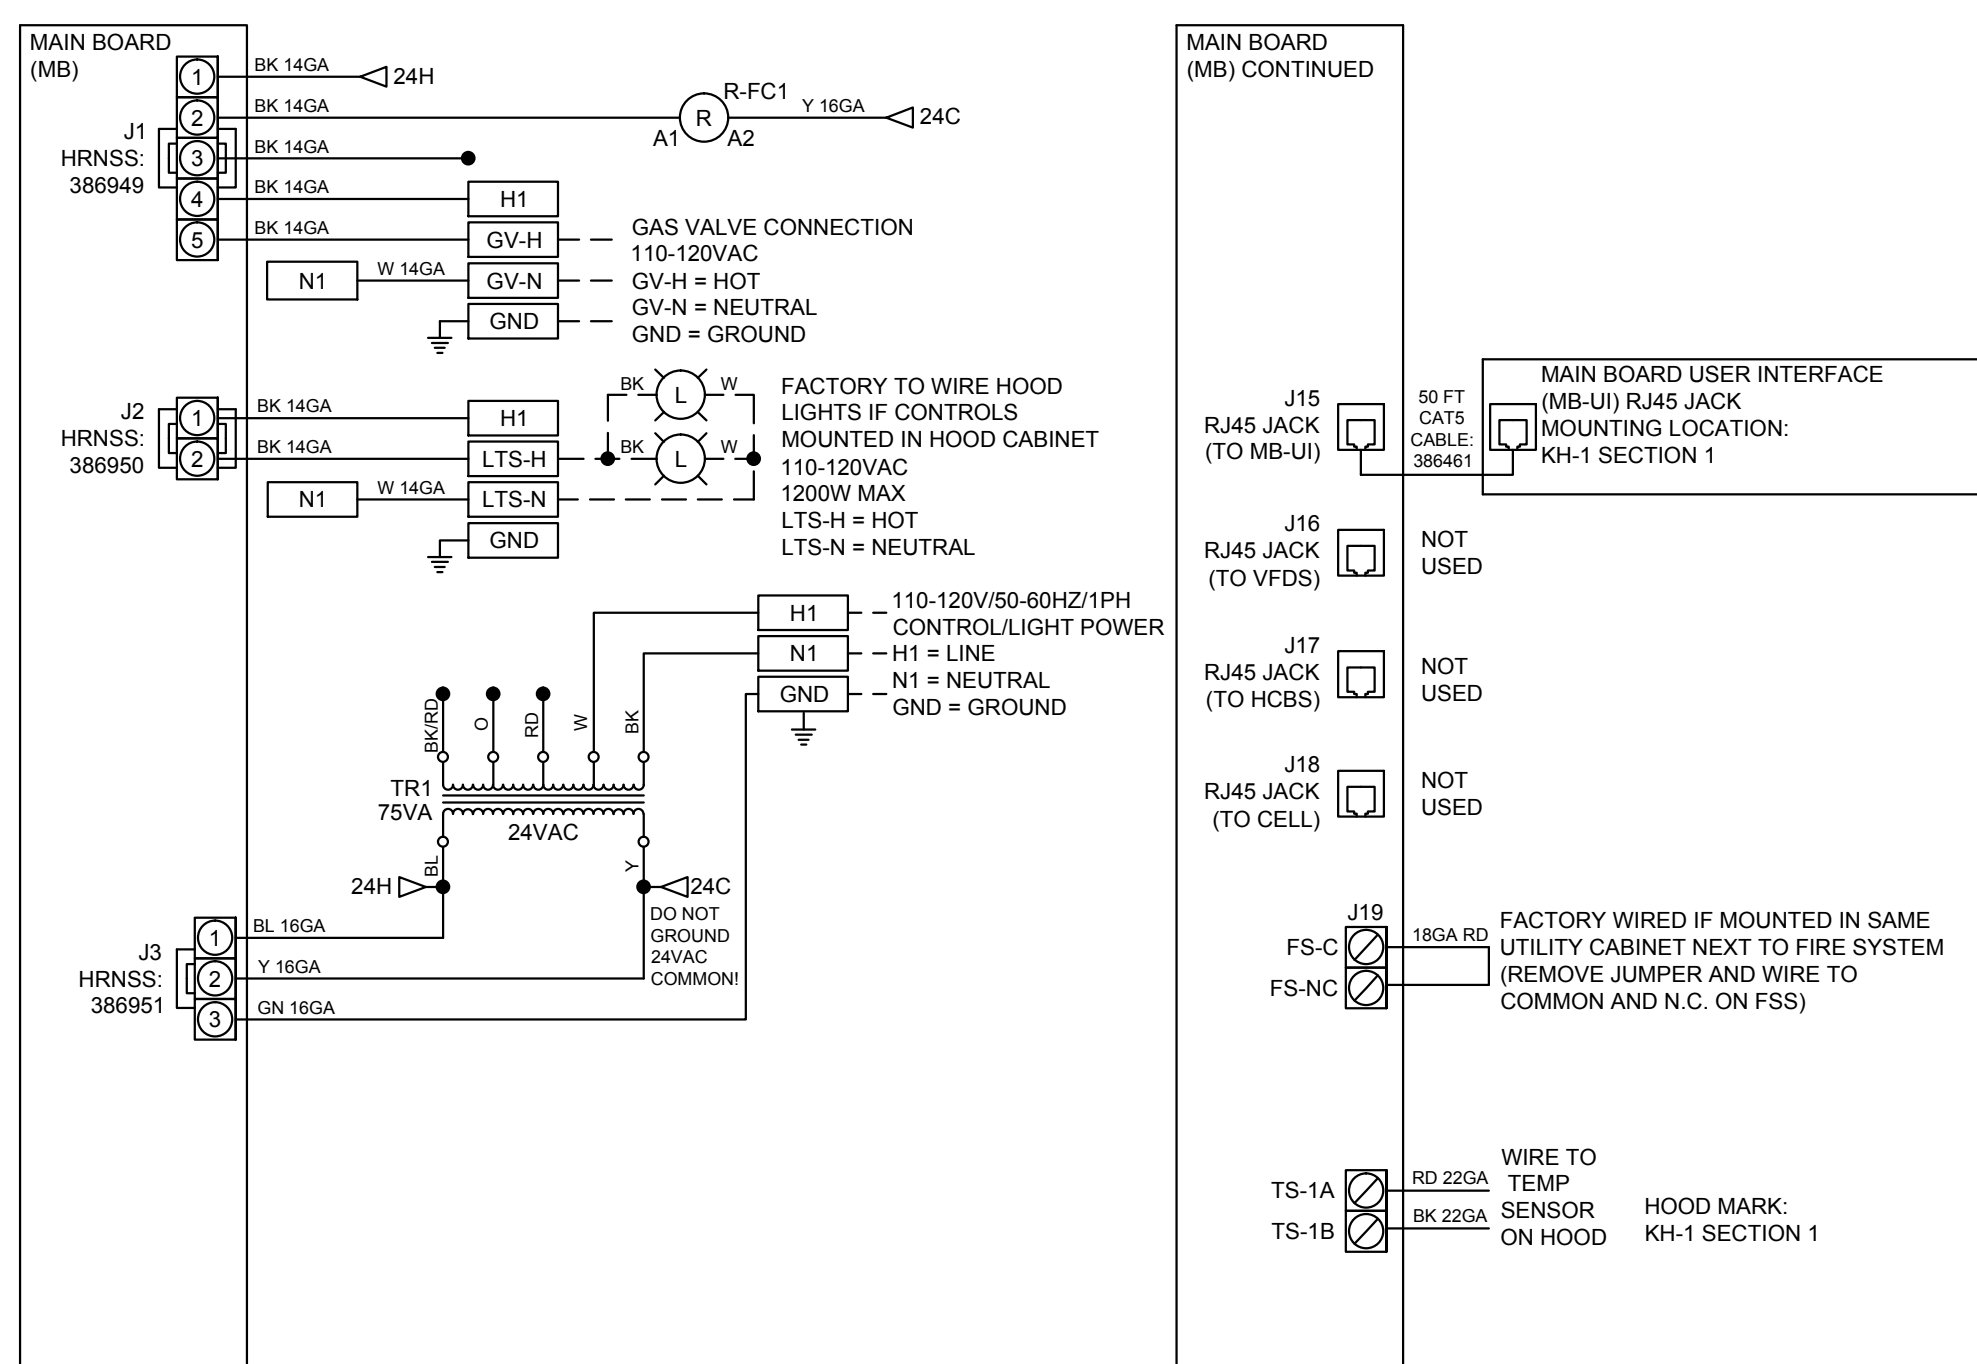 MAIN BOARD
(MB)
J1
HRNSS:
386949
1
2
3
4
5
BK 14GA
24H
BK 14GA
R-FC1
R
A1
A2
Y 16GA
24C
BK 14GA
BK 14GA
H1
BK 14GA
GV-H
N1
W 14GA
GV-N
GND
GAS VALVE CONNECTION
110-120VAC
GV-H = HOT
GV-N = NEUTRAL
GND = GROUND
J2
HRNSS:
386950
1
2
BK 14GA
H1
BK 14GA
LTS-H
N1
W 14GA
LTS-N
GND
BK
L
W
BK
L
W
FACTORY TO WIRE HOOD
LIGHTS IF CONTROLS
MOUNTED IN HOOD CABINET
110-120VAC
1200W MAX
LTS-H = HOT
LTS-N = NEUTRAL
H1
N1
GND
110-120V/50-60HZ/1PH
CONTROL/LIGHT POWER
H1 = LINE
N1 = NEUTRAL
GND = GROUND
BK/RD
O
RD
W
BK
TR1
75VA
24VAC
BL
Y
24H
24C
DO NOT
GROUND
24VAC
COMMON!
J3
HRNSS:
386951
1
2
3
BL 16GA
Y 16GA
GN 16GA
MAIN BOARD
(MB) CONTINUED
J15
RJ45 JACK
(TO MB-UI)
50 FT
CAT5
CABLE:
386461
MAIN BOARD USER INTERFACE
(MB-UI) RJ45 JACK
MOUNTING LOCATION:
KH-1 SECTION 1
J16
RJ45 JACK
(TO VFDS)
NOT
USED
J17
RJ45 JACK
(TO HCBS)
NOT
USED
J18
RJ45 JACK
(TO CELL)
NOT
USED
J19
FS-C
FS-NC
18GA RD
FACTORY WIRED IF MOUNTED IN SAME
UTILITY CABINET NEXT TO FIRE SYSTEM
(REMOVE JUMPER AND WIRE TO
COMMON AND N.C. ON FSS)
TS-1A
TS-1B
RD 22GA
BK 22GA
WIRE TO
TEMP
SENSOR
ON HOOD
HOOD MARK:
KH-1 SECTION 1